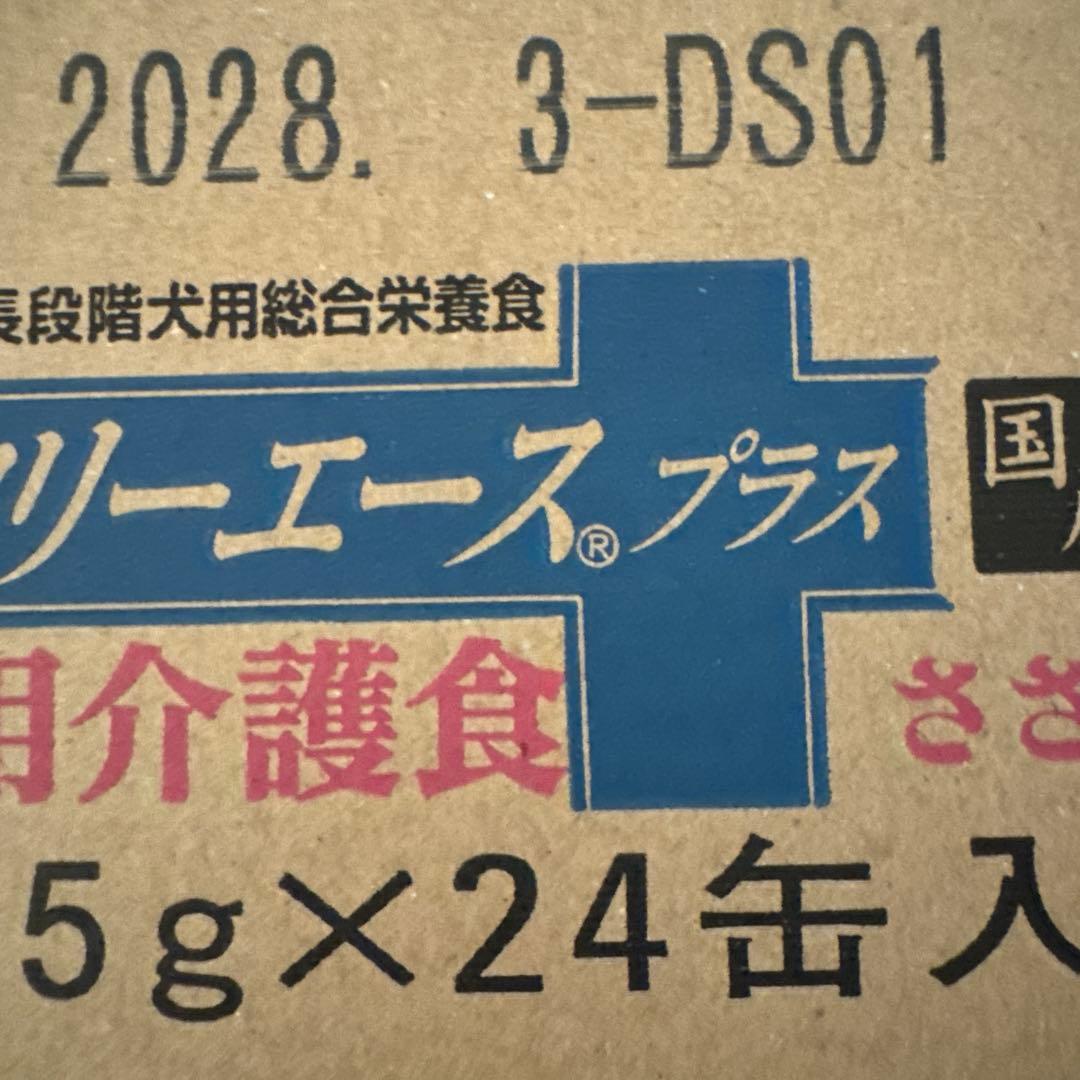 2028. 3-DS01
長段階犬用総合栄養食
リーエース®プラス
国
用介護食
ささ
5g×24缶入